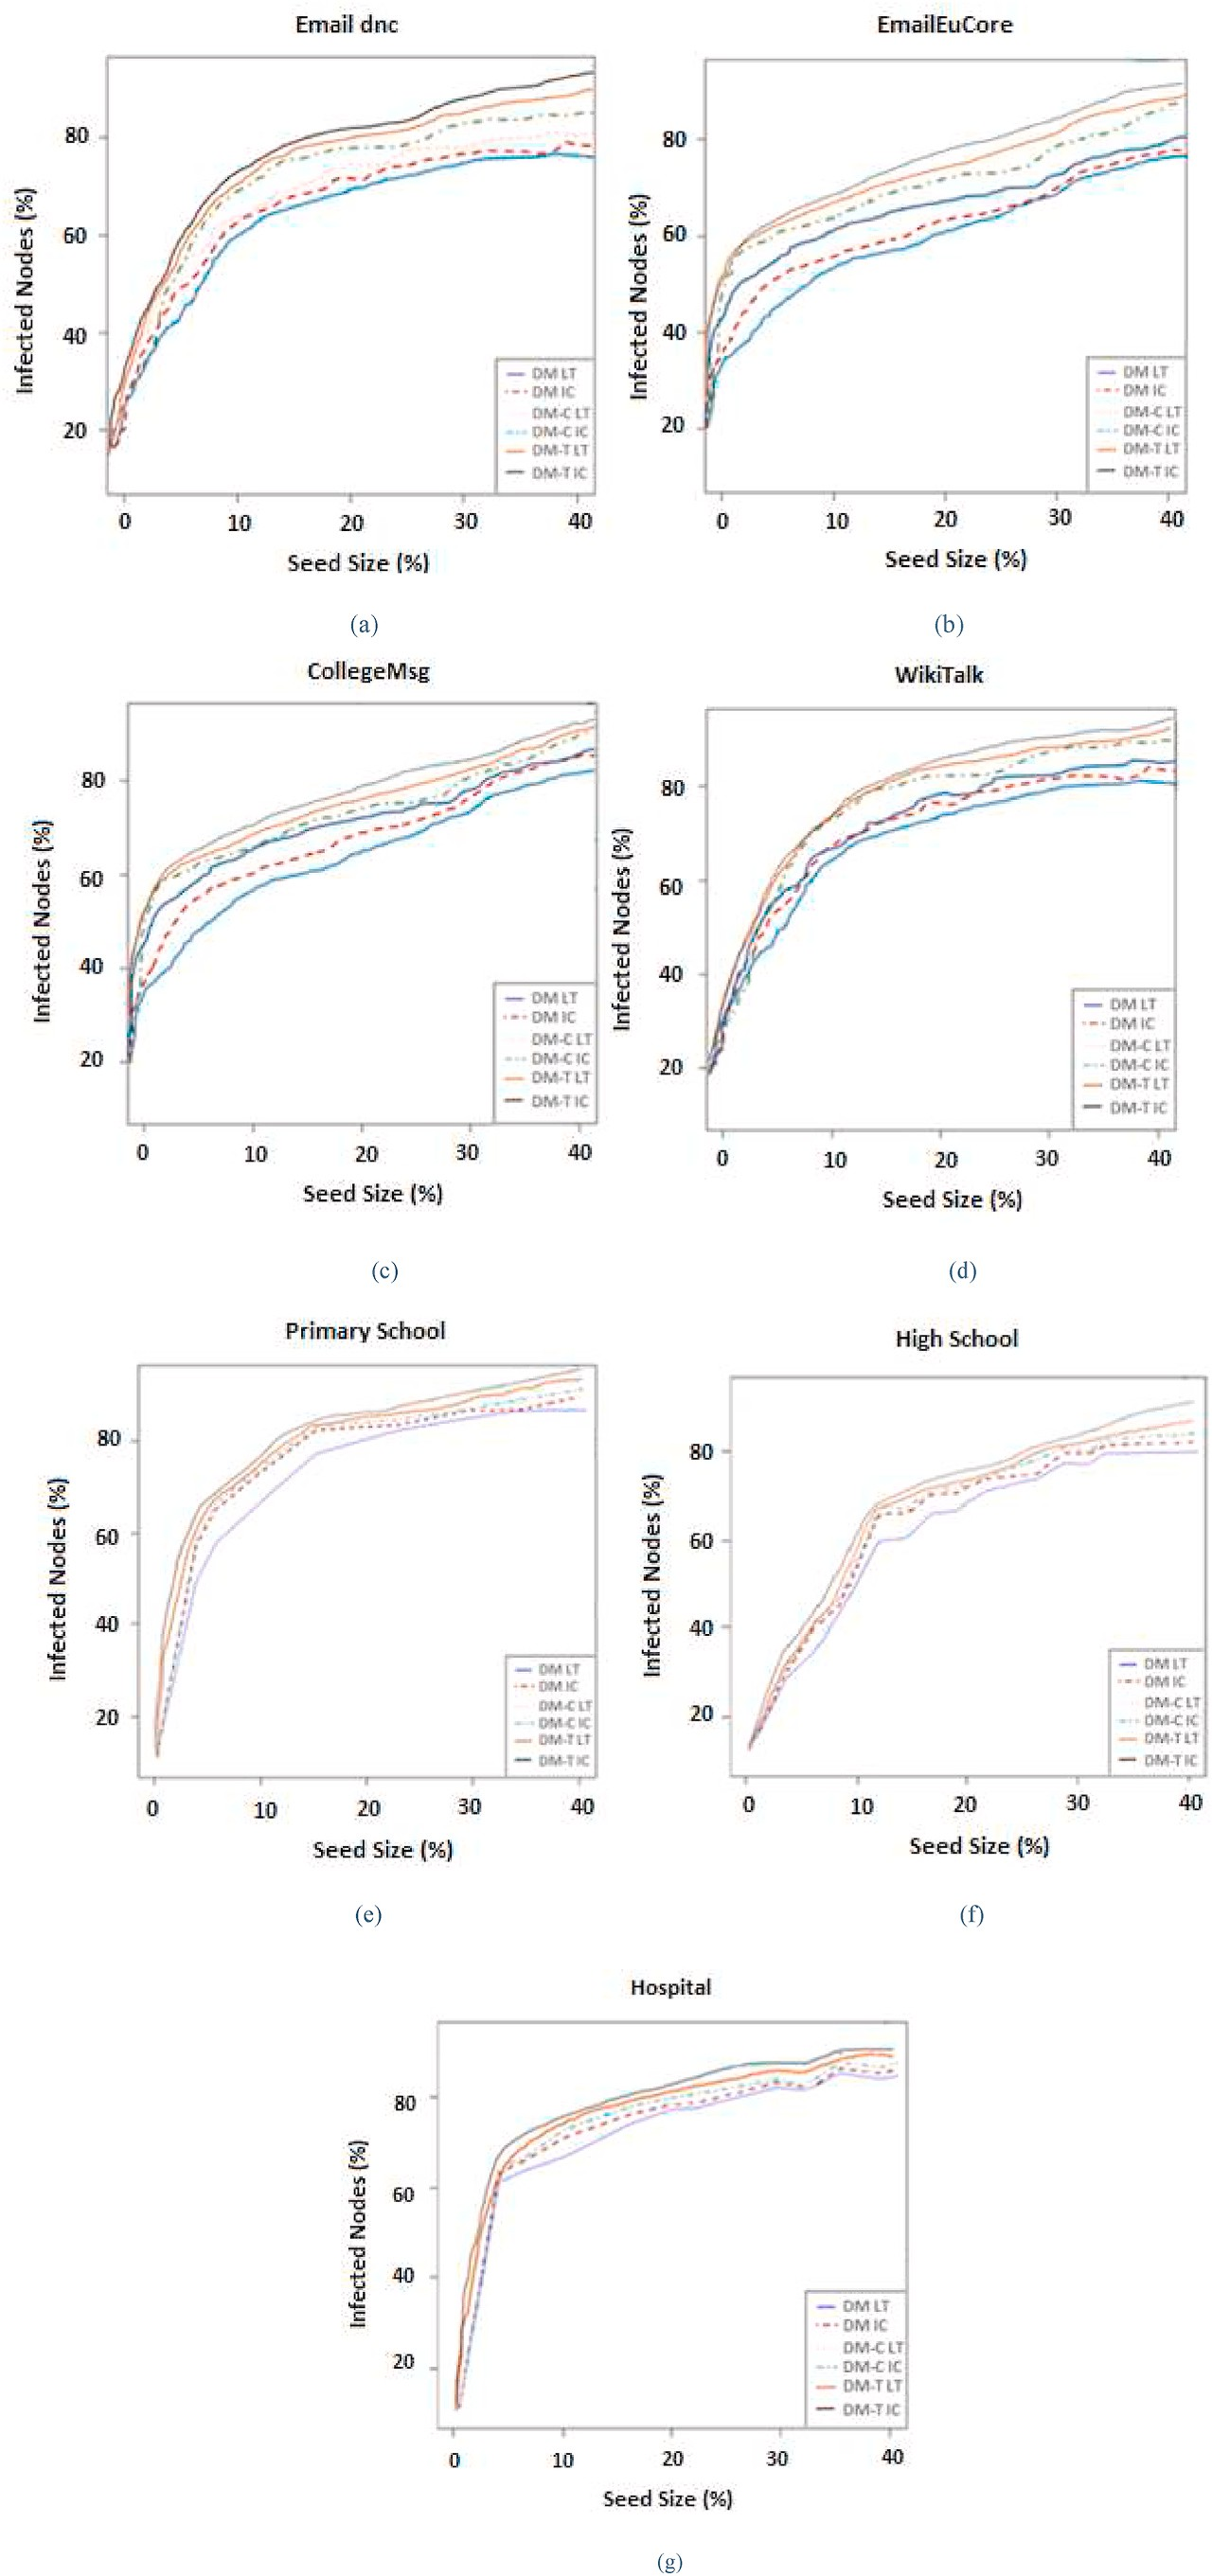 Email dnc
Infected Nodes (%)
80
60
40
20
DM LT
DM IC
DM-C LT
DM-C IC
DM-T LT
DM-T IC
0 10 20 30 40
Seed Size (%)
(a)
EmailEuCore
Infected Nodes (%)
80
60
40
20
DM LT
DM IC
DM-C LT
DM-C IC
DM-T LT
DM-T IC
0 10 20 30 40
Seed Size (%)
(b)
CollegeMsg
Infected Nodes (%)
80
60
40
20
DM LT
DM IC
DM-C LT
DM-C IC
DM-T LT
DM-T IC
0 10 20 30 40
Seed Size (%)
(c)
WikiTalk
Infected Nodes (%)
80
60
40
20
DM LT
DM IC
DM-C LT
DM-C IC
DM-T LT
DM-T IC
0 10 20 30 40
Seed Size (%)
(d)
Primary School
Infected Nodes (%)
80
60
40
20
DM LT
DM IC
DM-C LT
DM-C IC
DM-T LT
DM-T IC
0 10 20 30 40
Seed Size (%)
(e)
High School
Infected Nodes (%)
80
60
40
20
DM LT
DM IC
DM-C LT
DM-C IC
DM-T LT
DM-T IC
0 10 20 30 40
Seed Size (%)
(f)
Hospital
Infected Nodes (%)
80
60
40
20
DM LT
DM IC
DM-C LT
DM-C IC
DM-T LT
DM-T IC
0 10 20 30 40
Seed Size (%)
(g)